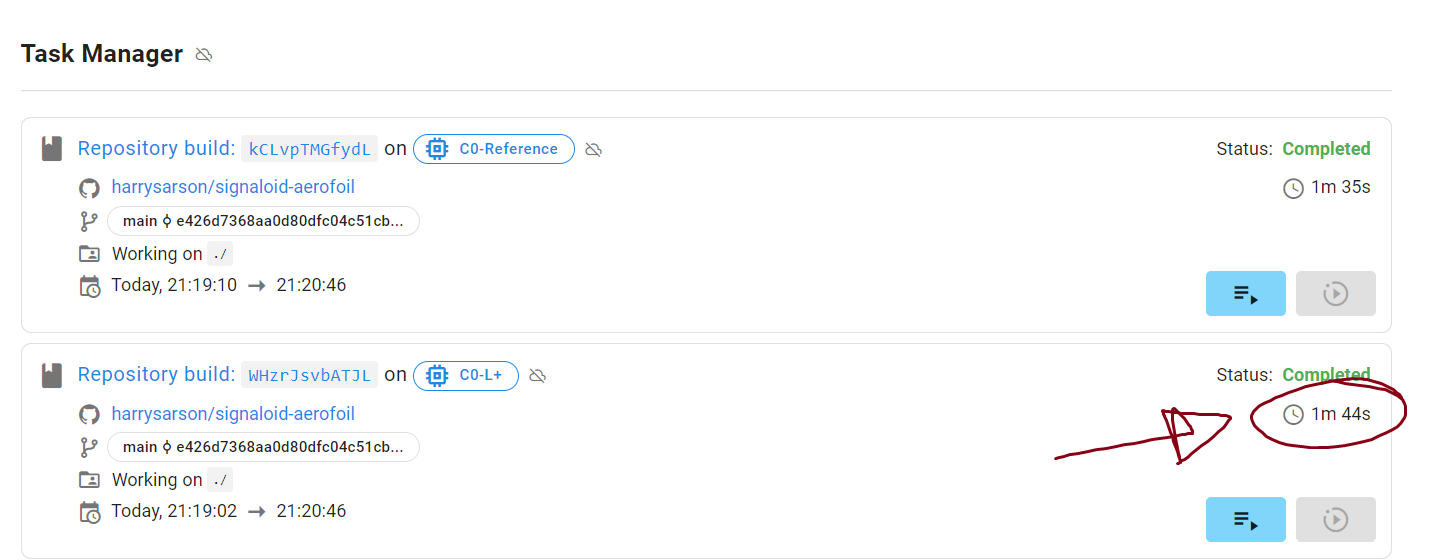 Task Manager
Repository build: kCLvpTMGfydL on C0-Reference
Status: Completed
harrysarson/signaloid-aerofoil
1m 35s
main e426d7368aa0d80dfc04c51cb...
Working on ./
Today, 21:19:10 → 21:20:46
Repository build: WHzrJsvbATJL on C0-L+
Status: Completed
harrysarson/signaloid-aerofoil
1m 44s
main e426d7368aa0d80dfc04c51cb...
Working on ./
Today, 21:19:02 → 21:20:46